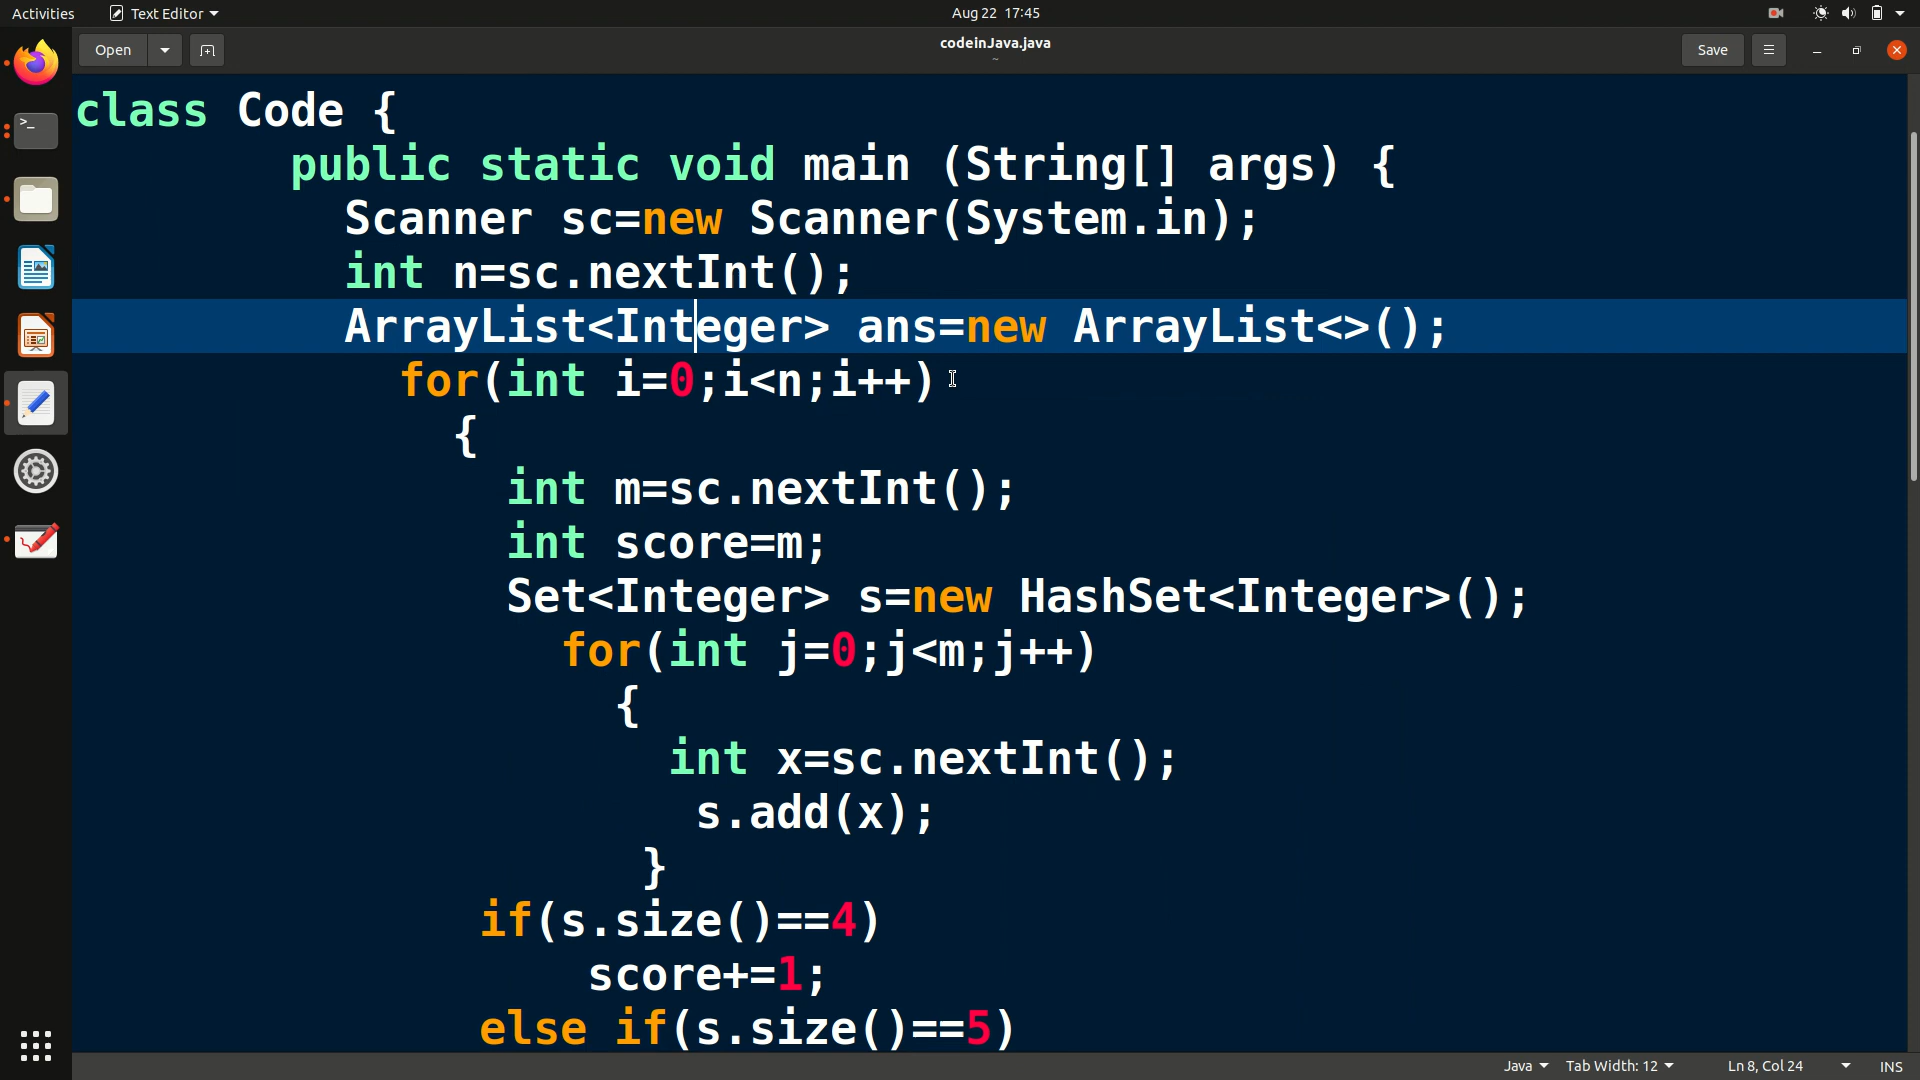 Activities Text Editor Aug 22 17:45
Open codeinJava.java Save
~
class Code {
public static void main (String[] args) {
Scanner sc=new Scanner(System.in);
int n=sc.nextInt();
ArrayList<Integer> ans=new ArrayList<>();
for(int i=0;i<n;i++)
{
int m=sc.nextInt();
int score=m;
Set<Integer> s=new HashSet<Integer>();
for(int j=0;j<m;j++)
{
int x=sc.nextInt();
s.add(x);
}
if(s.size()==4)
score+=1;
else if(s.size()==5)
Java Tab Width: 12 Ln 8, Col 24 INS